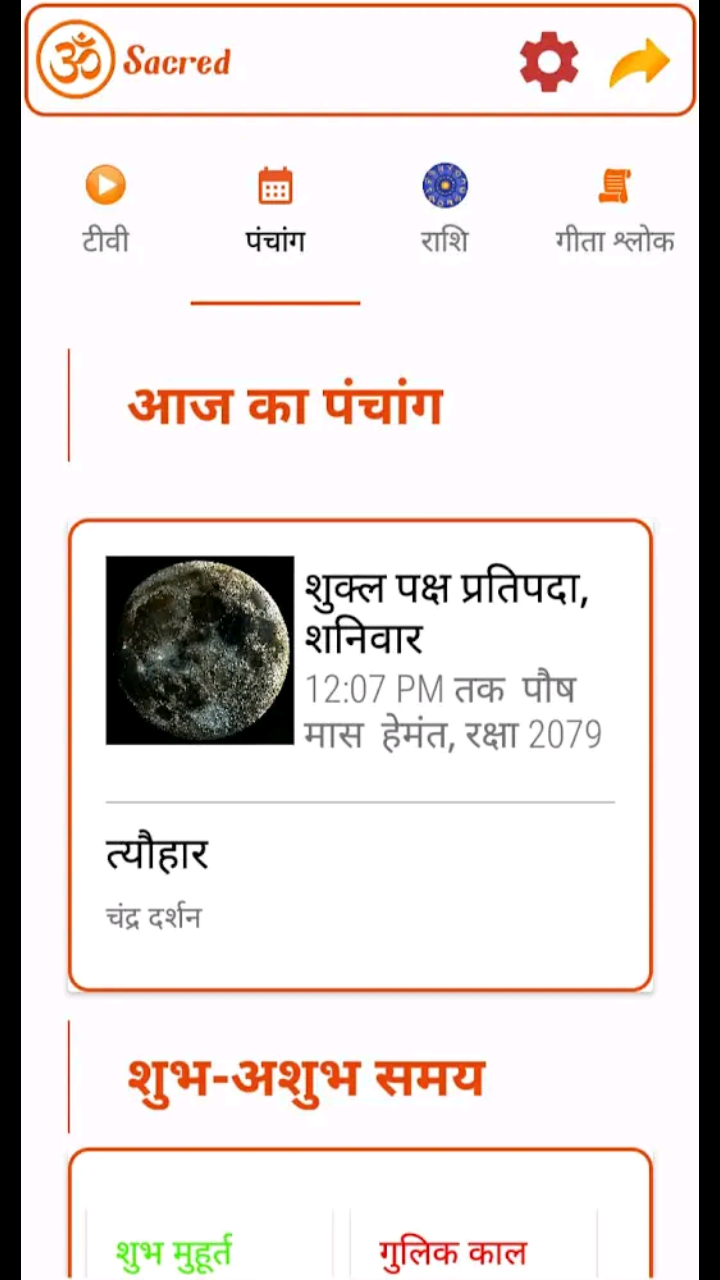 ॐ Sacred
टीवी
पंचांग
राशि
गीता श्लोक
आज का पंचांग
शुक्ल पक्ष प्रतिपदा,
शनिवार
12:07 PM तक पौष
मास हेमंत, रक्षा 2079
त्यौहार
चंद्र दर्शन
शुभ-अशुभ समय
शुभ मुहूर्त
गुलिक काल